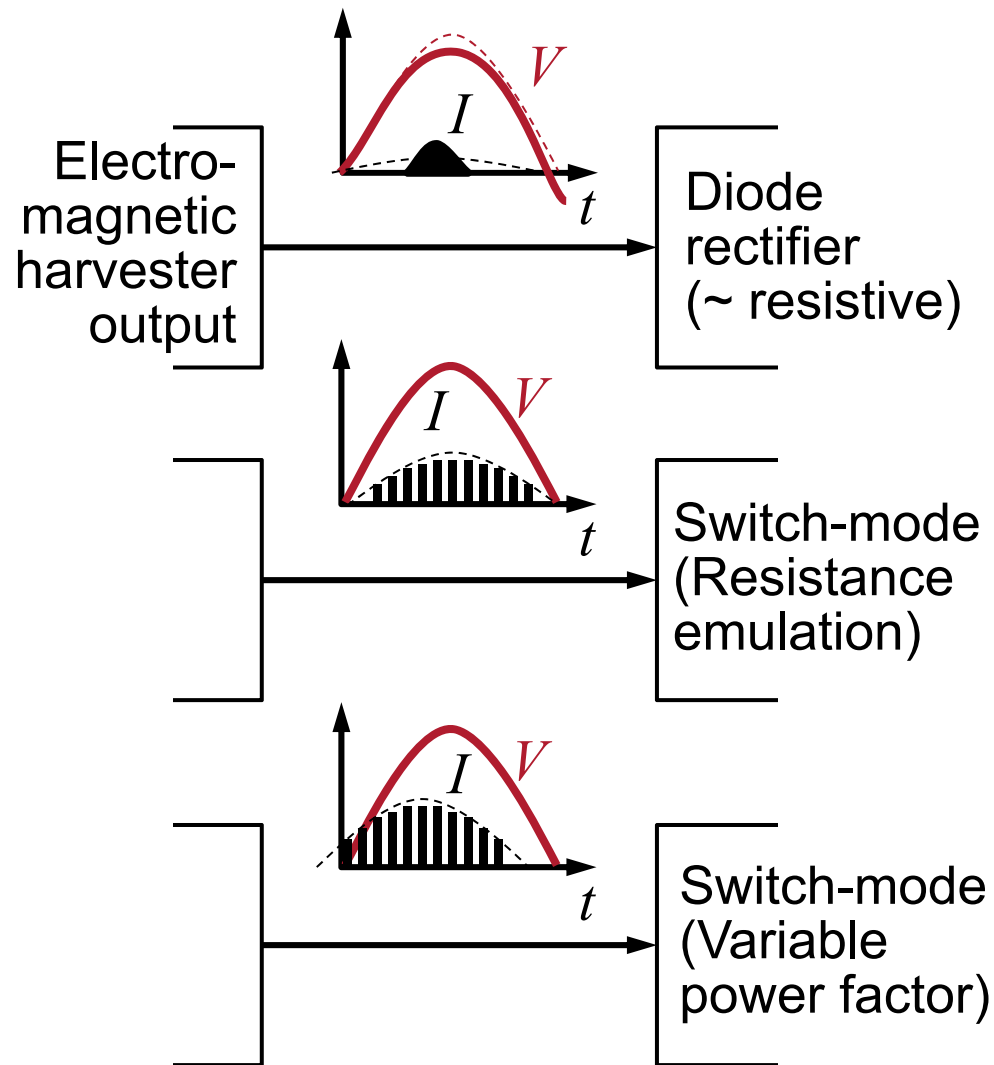 V
I
t
Electro-
magnetic
harvester
output
Diode
rectifier
(~ resistive)
I
V
t
Switch-mode
(Resistance
emulation)
V
I
t
Switch-mode
(Variable
power factor)